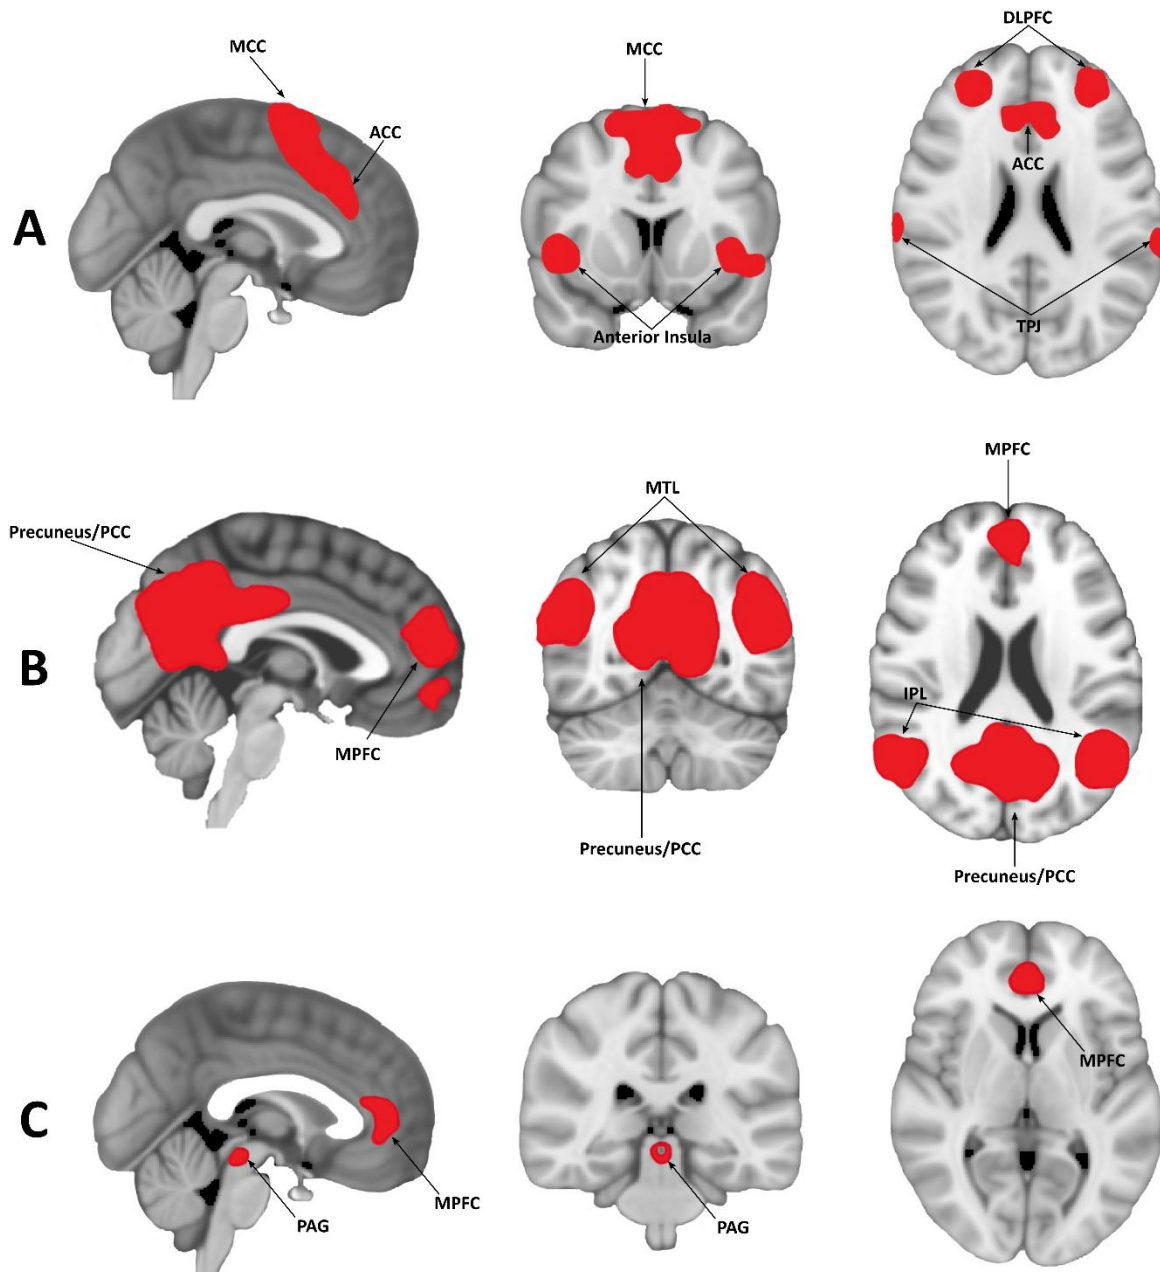 MCC
ACC
A
MCC
Anterior Insula
DLPFC
ACC
TPJ
Precuneus/PCC
MPFC
B
MTL
Precuneus/PCC
MPFC
IPL
Precuneus/PCC
C
MPFC
PAG
PAG
MPFC